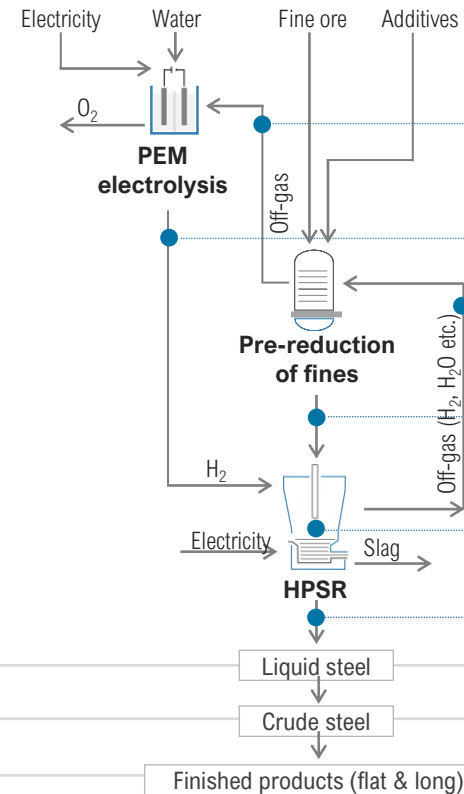 Electricity
Water
Fine ore
Additives
O₂
PEM
electrolysis
Off-gas
Pre-reduction
of fines
Off-gas (H₂, H₂O etc.)
H₂
Electricity
Slag
HPSR
Liquid steel
Crude steel
Finished products (flat & long)